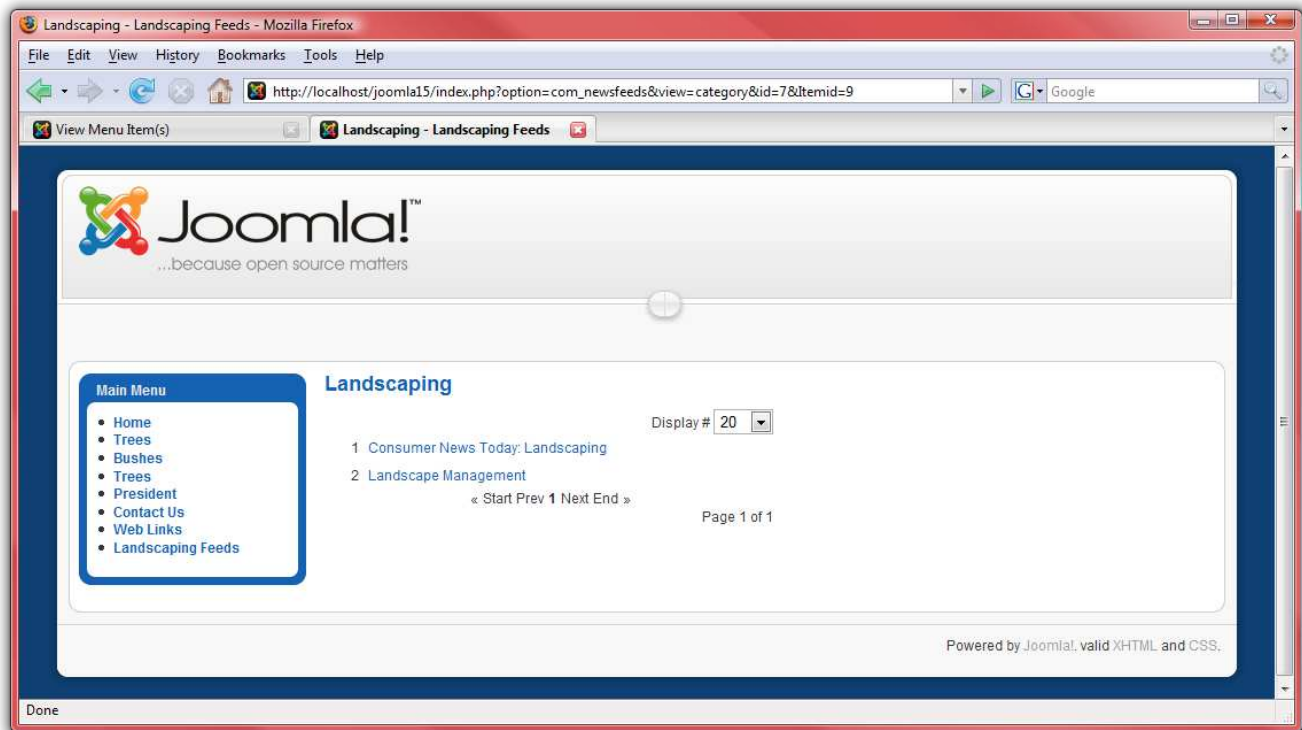 Landscaping - Landscaping Feeds - Mozilla Firefox
File Edit View History Bookmarks Tools Help
http://localhost/joomla15/index.php?option=com_newsfeeds&view=category&id=7&Itemid=9
G Google
View Menu Item(s)
Landscaping - Landscaping Feeds
Joomla!™
...because open source matters
Main Menu
Home
Trees
Bushes
Trees
President
Contact Us
Web Links
Landscaping Feeds
Landscaping
Display # 20
1 Consumer News Today: Landscaping
2 Landscape Management
« Start Prev 1 Next End »
Page 1 of 1
Powered by Joomla!. valid XHTML and CSS.
Done